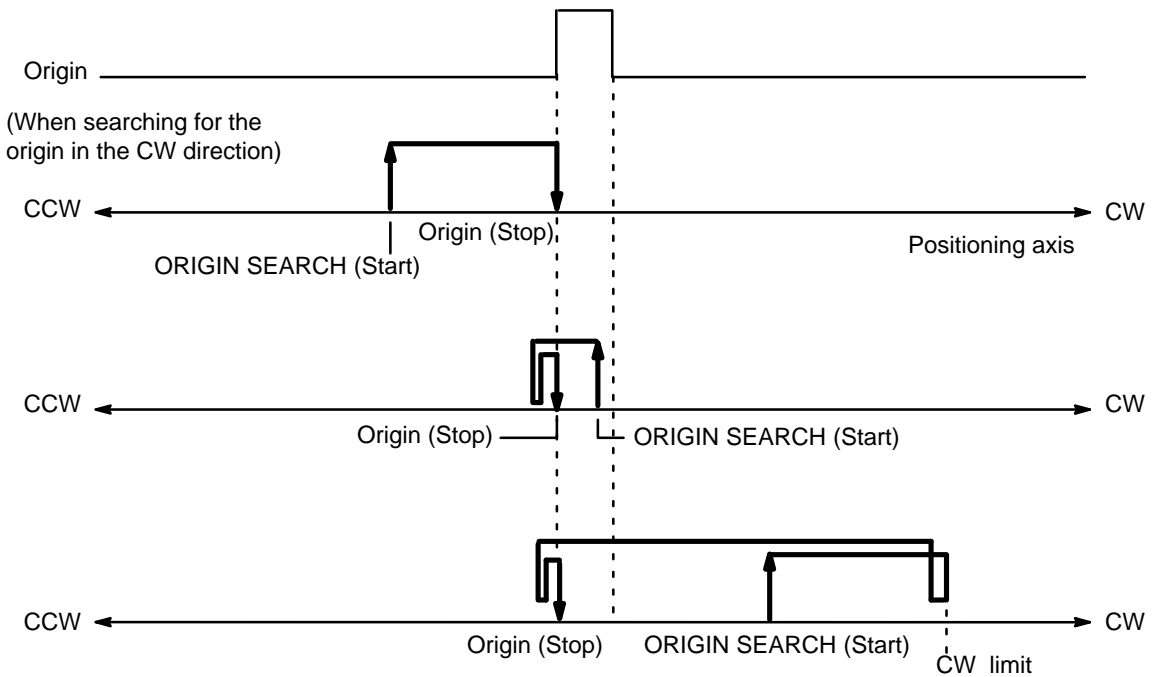 Origin
(When searching for the
origin in the CW direction)
CCW
CW
Origin (Stop)
Positioning axis
ORIGIN SEARCH (Start)
CCW
CW
Origin (Stop)
ORIGIN SEARCH (Start)
CCW
CW
Origin (Stop)
ORIGIN SEARCH (Start)
CW limit